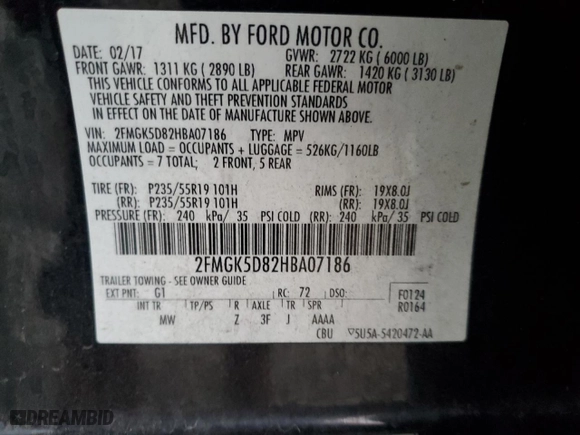 MFD. BY FORD MOTOR CO.
DATE: 02/17 GVWR: 2722 KG ( 6000 LB)
FRONT GAWR: 1311 KG ( 2890 LB) REAR GAWR: 1420 KG ( 3130 LB)
THIS VEHICLE CONFORMS TO ALL APPLICABLE FEDERAL MOTOR
VEHICLE SAFETY AND THEFT PREVENTION STANDARDS
IN EFFECT ON THE DATE OF MANUFACTURE SHOWN ABOVE.
VIN: 2FMGK5D82HBA07186 TYPE: MPV
MAXIMUM LOAD = OCCUPANTS + LUGGAGE = 526KG/1160LB
OCCUPANTS = 7 TOTAL; 2 FRONT, 5 REAR
TIRE (FR): P235/55R19 101H RIMS (FR): 19X8.0J
(RR): P235/55R19 101H (RR): 19X8.0J
PRESSURE (FR): 240 kPa/ 35 PSI COLD (RR): 240 kPa/ 35 PSI COLD
2FMGK5D82HBA07186
TRAILER TOWING - SEE OWNER GUIDE
EXT PNT: G1 RC: 72 DSO: F0124
INT TR TP/PS R AXLE TR SPR R0164
MW Z 3F J AAAA
CBU 5U5A-5420472-AA
DREAMBID